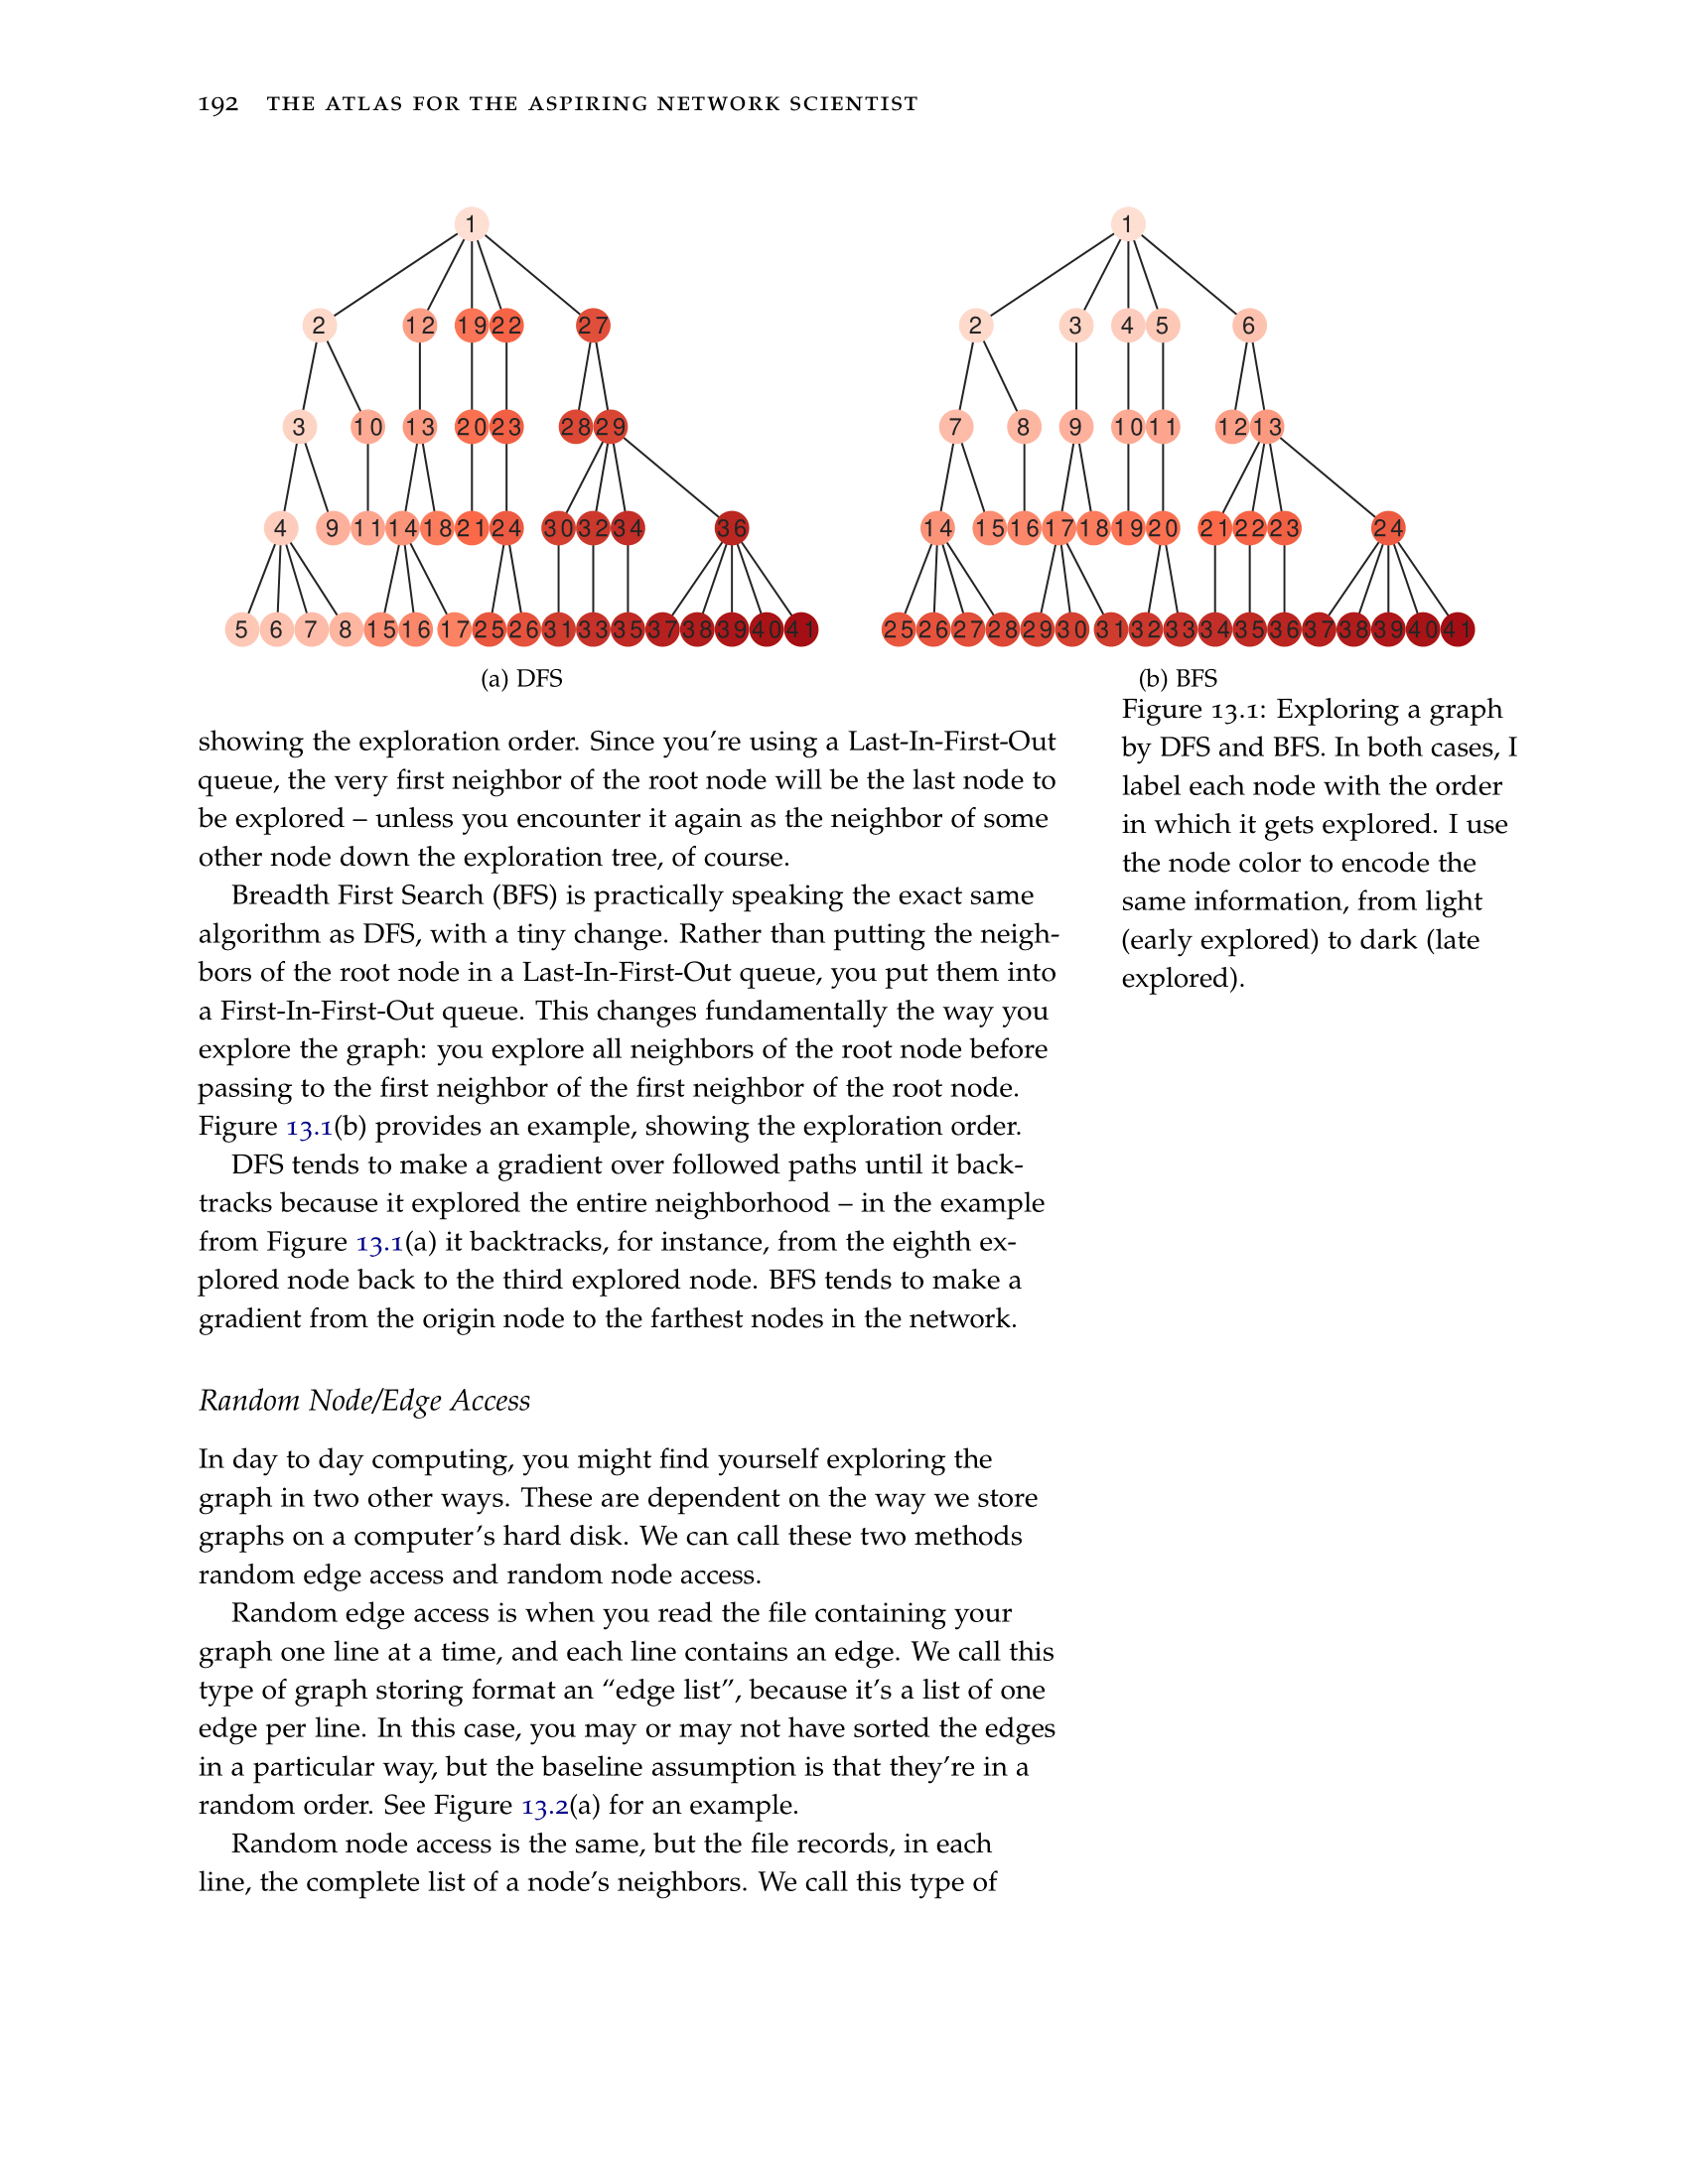 192 THE ATLAS FOR THE ASPIRING NETWORK SCIENTIST
1
2 12 19 22 27
3 10 13 20 23 28 29
4 9 11 14 18 21 24 30 32 34 36
5 6 7 8 15 16 17 25 26 31 33 35 37 38 39 40 41
(a) DFS
1
2 3 4 5 6
7 8 9 10 11 12 13
14 15 16 17 18 19 20 21 22 23 24
25 26 27 28 29 30 31 32 33 34 35 36 37 38 39 40 41
(b) BFS
Figure 13.1: Exploring a graph
by DFS and BFS. In both cases, I
label each node with the order
in which it gets explored. I use
the node color to encode the
same information, from light
(early explored) to dark (late
explored).
showing the exploration order. Since you’re using a Last-In-First-Out
queue, the very first neighbor of the root node will be the last node to
be explored – unless you encounter it again as the neighbor of some
other node down the exploration tree, of course.
Breadth First Search (BFS) is practically speaking the exact same
algorithm as DFS, with a tiny change. Rather than putting the neigh-
bors of the root node in a Last-In-First-Out queue, you put them into
a First-In-First-Out queue. This changes fundamentally the way you
explore the graph: you explore all neighbors of the root node before
passing to the first neighbor of the first neighbor of the root node.
Figure 13.1(b) provides an example, showing the exploration order.
DFS tends to make a gradient over followed paths until it back-
tracks because it explored the entire neighborhood – in the example
from Figure 13.1(a) it backtracks, for instance, from the eighth ex-
plored node back to the third explored node. BFS tends to make a
gradient from the origin node to the farthest nodes in the network.
Random Node/Edge Access
In day to day computing, you might find yourself exploring the
graph in two other ways. These are dependent on the way we store
graphs on a computer’s hard disk. We can call these two methods
random edge access and random node access.
Random edge access is when you read the file containing your
graph one line at a time, and each line contains an edge. We call this
type of graph storing format an “edge list”, because it’s a list of one
edge per line. In this case, you may or may not have sorted the edges
in a particular way, but the baseline assumption is that they’re in a
random order. See Figure 13.2(a) for an example.
Random node access is the same, but the file records, in each
line, the complete list of a node’s neighbors. We call this type of